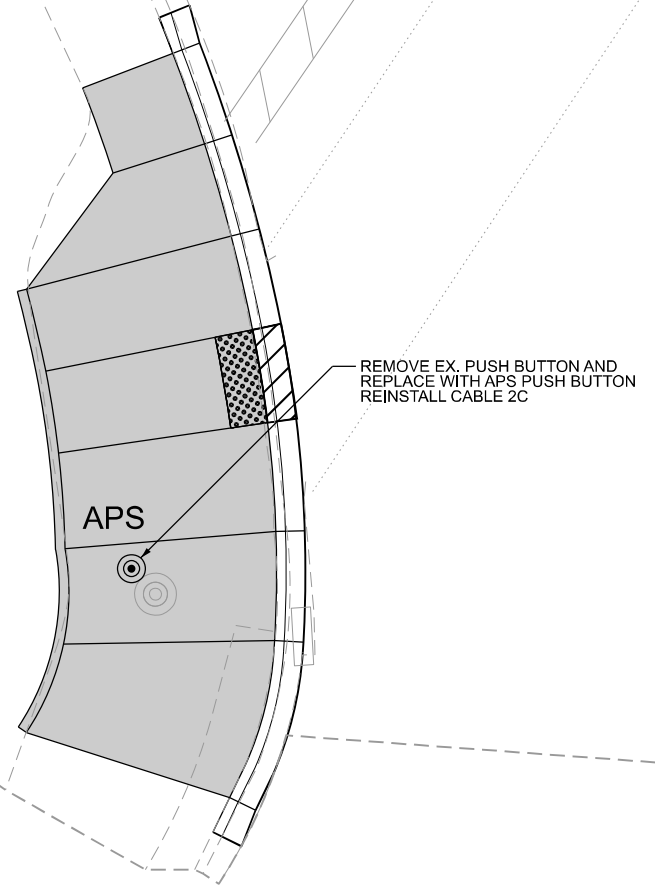 REMOVE EX. PUSH BUTTON AND
REPLACE WITH APS PUSH BUTTON
REINSTALL CABLE 2C
APS